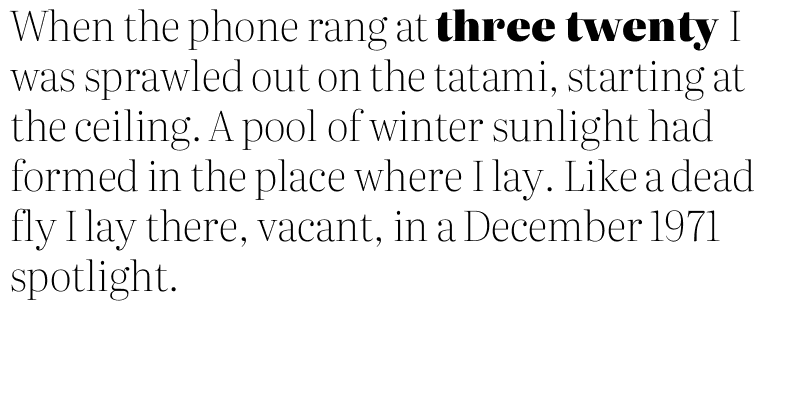 When the phone rang at three twenty I
was sprawled out on the tatami, starting at
the ceiling. A pool of winter sunlight had
formed in the place where I lay. Like a dead
fly I lay there, vacant, in a December 1971
spotlight.